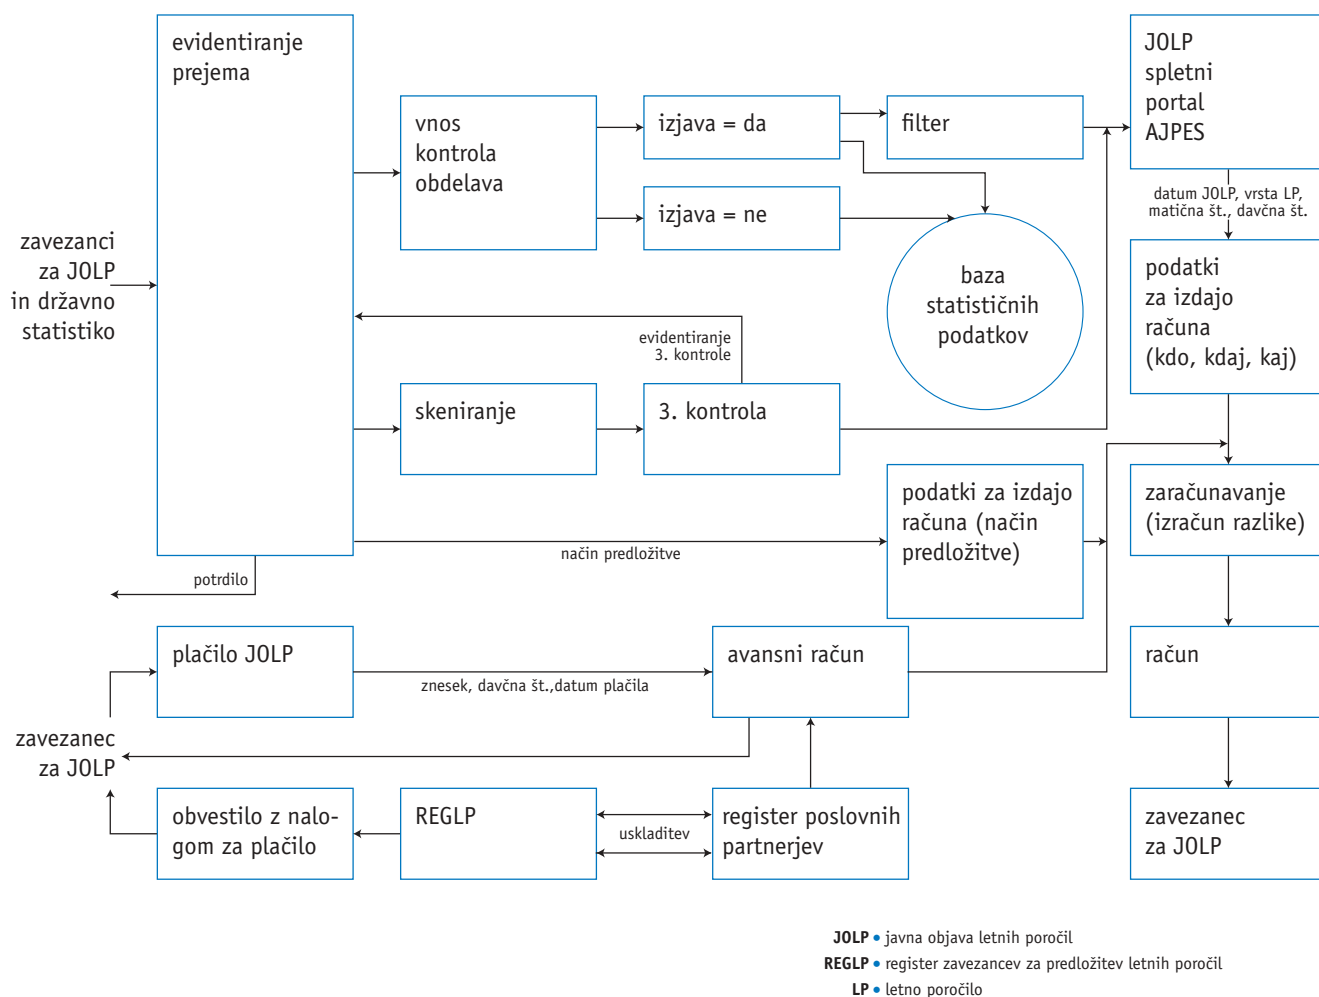 evidentiranje
prejema
vnos
kontrola
obdelava
izjava = da
izjava = ne
filter
JOLP
spletni
portal
AJPES
datum JOLP, vrsta LP,
matična št., davčna št.
zavezanci
za JOLP
in državno
statistiko
baza
statističnih
podatkov
podatki
za izdajo
računa
(kdo, kdaj, kaj)
evidentiranje
3. kontrole
skeniranje
3. kontrola
podatki za izdajo
računa (način
predložitve)
zaračunavanje
(izračun razlike)
način predložitve
potrdilo
plačilo JOLP
znesek, davčna št.,datum plačila
avansni račun
račun
zavezanec
za JOLP
obvestilo z nalo-
gom za plačilo
REGLP
uskladitev
register poslovnih
partnerjev
zavezanec
za JOLP
JOLP • javna objava letnih poročil
REGLP • register zavezancev za predložitev letnih poročil
LP • letno poročilo